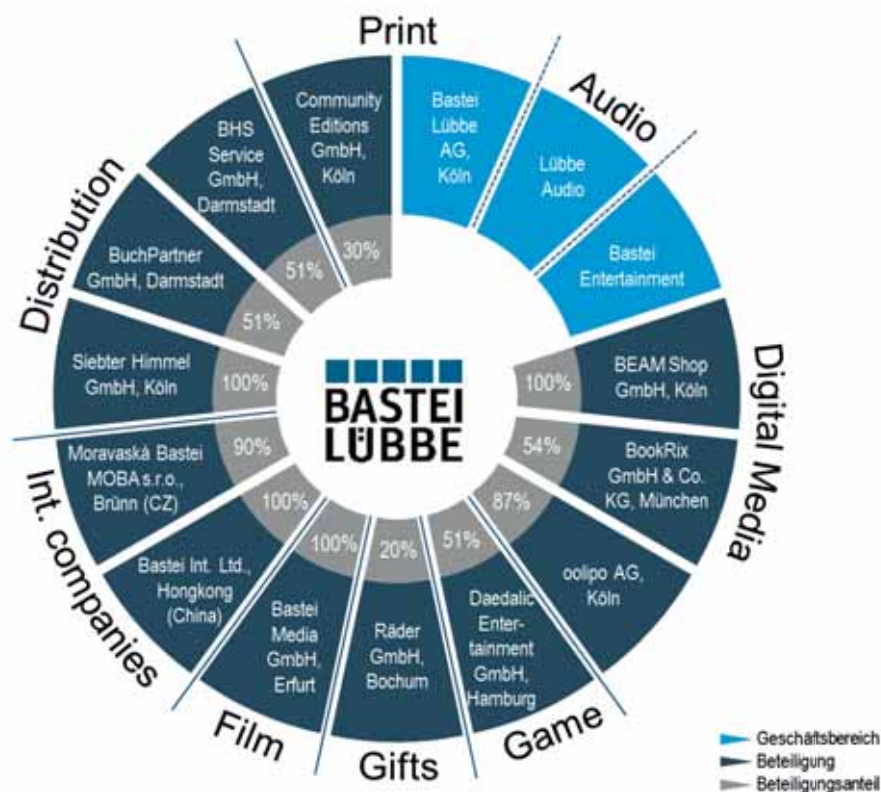 Print
Audio
Digital Media
Game
Gifts
Film
Int. companies
Distribution
Bastei
Lübbe
AG,
Köln
Lübbe
Audio
Bastei
Entertainment
BEAM Shop
GmbH, Köln
100%
BookRix
GmbH & Co.
KG, München
54%
oolipo AG,
Köln
87%
Daedalic
Enter-
tainment
GmbH,
Hamburg
51%
Räder
GmbH,
Bochum
20%
Bastei
Media
GmbH,
Erfurt
100%
Bastei Int. Ltd.,
Hongkong
(China)
100%
Moravaská Bastei
MOBA s.r.o.,
Brünn (CZ)
90%
Siebter Himmel
GmbH, Köln
100%
BuchPartner
GmbH, Darmstadt
51%
BHS
Service
GmbH,
Darmstadt
51%
Community
Editions
GmbH,
Köln
30%
BASTEI
LÜBBE
Geschäftsbereich
Beteiligung
Beteiligungsanteil